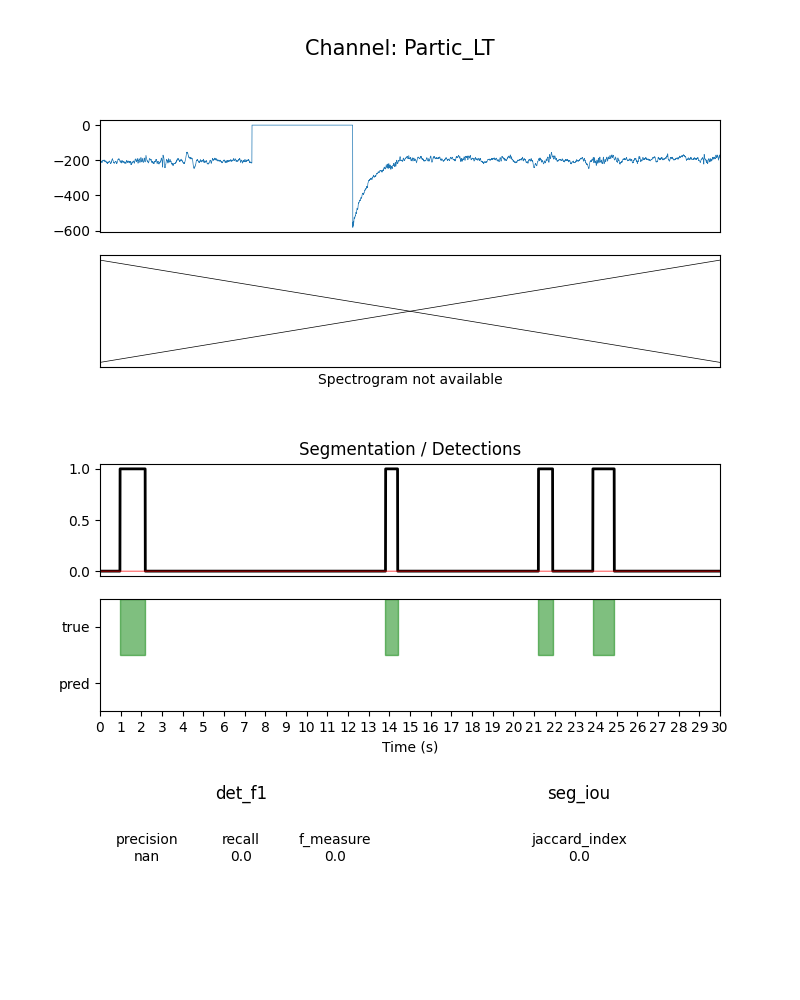 Channel: Partic_LT
0
−200
−400
−600
Spectrogram not available
Segmentation / Detections
1.0
0.5
0.0
true
pred
0 1 2 3 4 5 6 7 8 9 10 11 12 13 14 15 16 17 18 19 20 21 22 23 24 25 26 27 28 29 30
Time (s)
det_f1 seg_iou
precision recall f_measure jaccard_index
nan 0.0 0.0 0.0